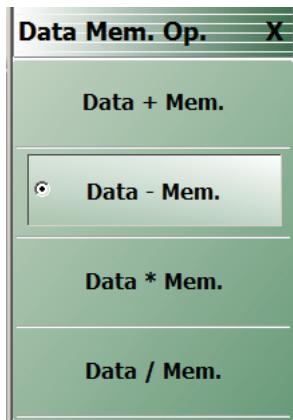 Data Mem. Op. X
Data + Mem.
Data - Mem.
Data * Mem.
Data / Mem.